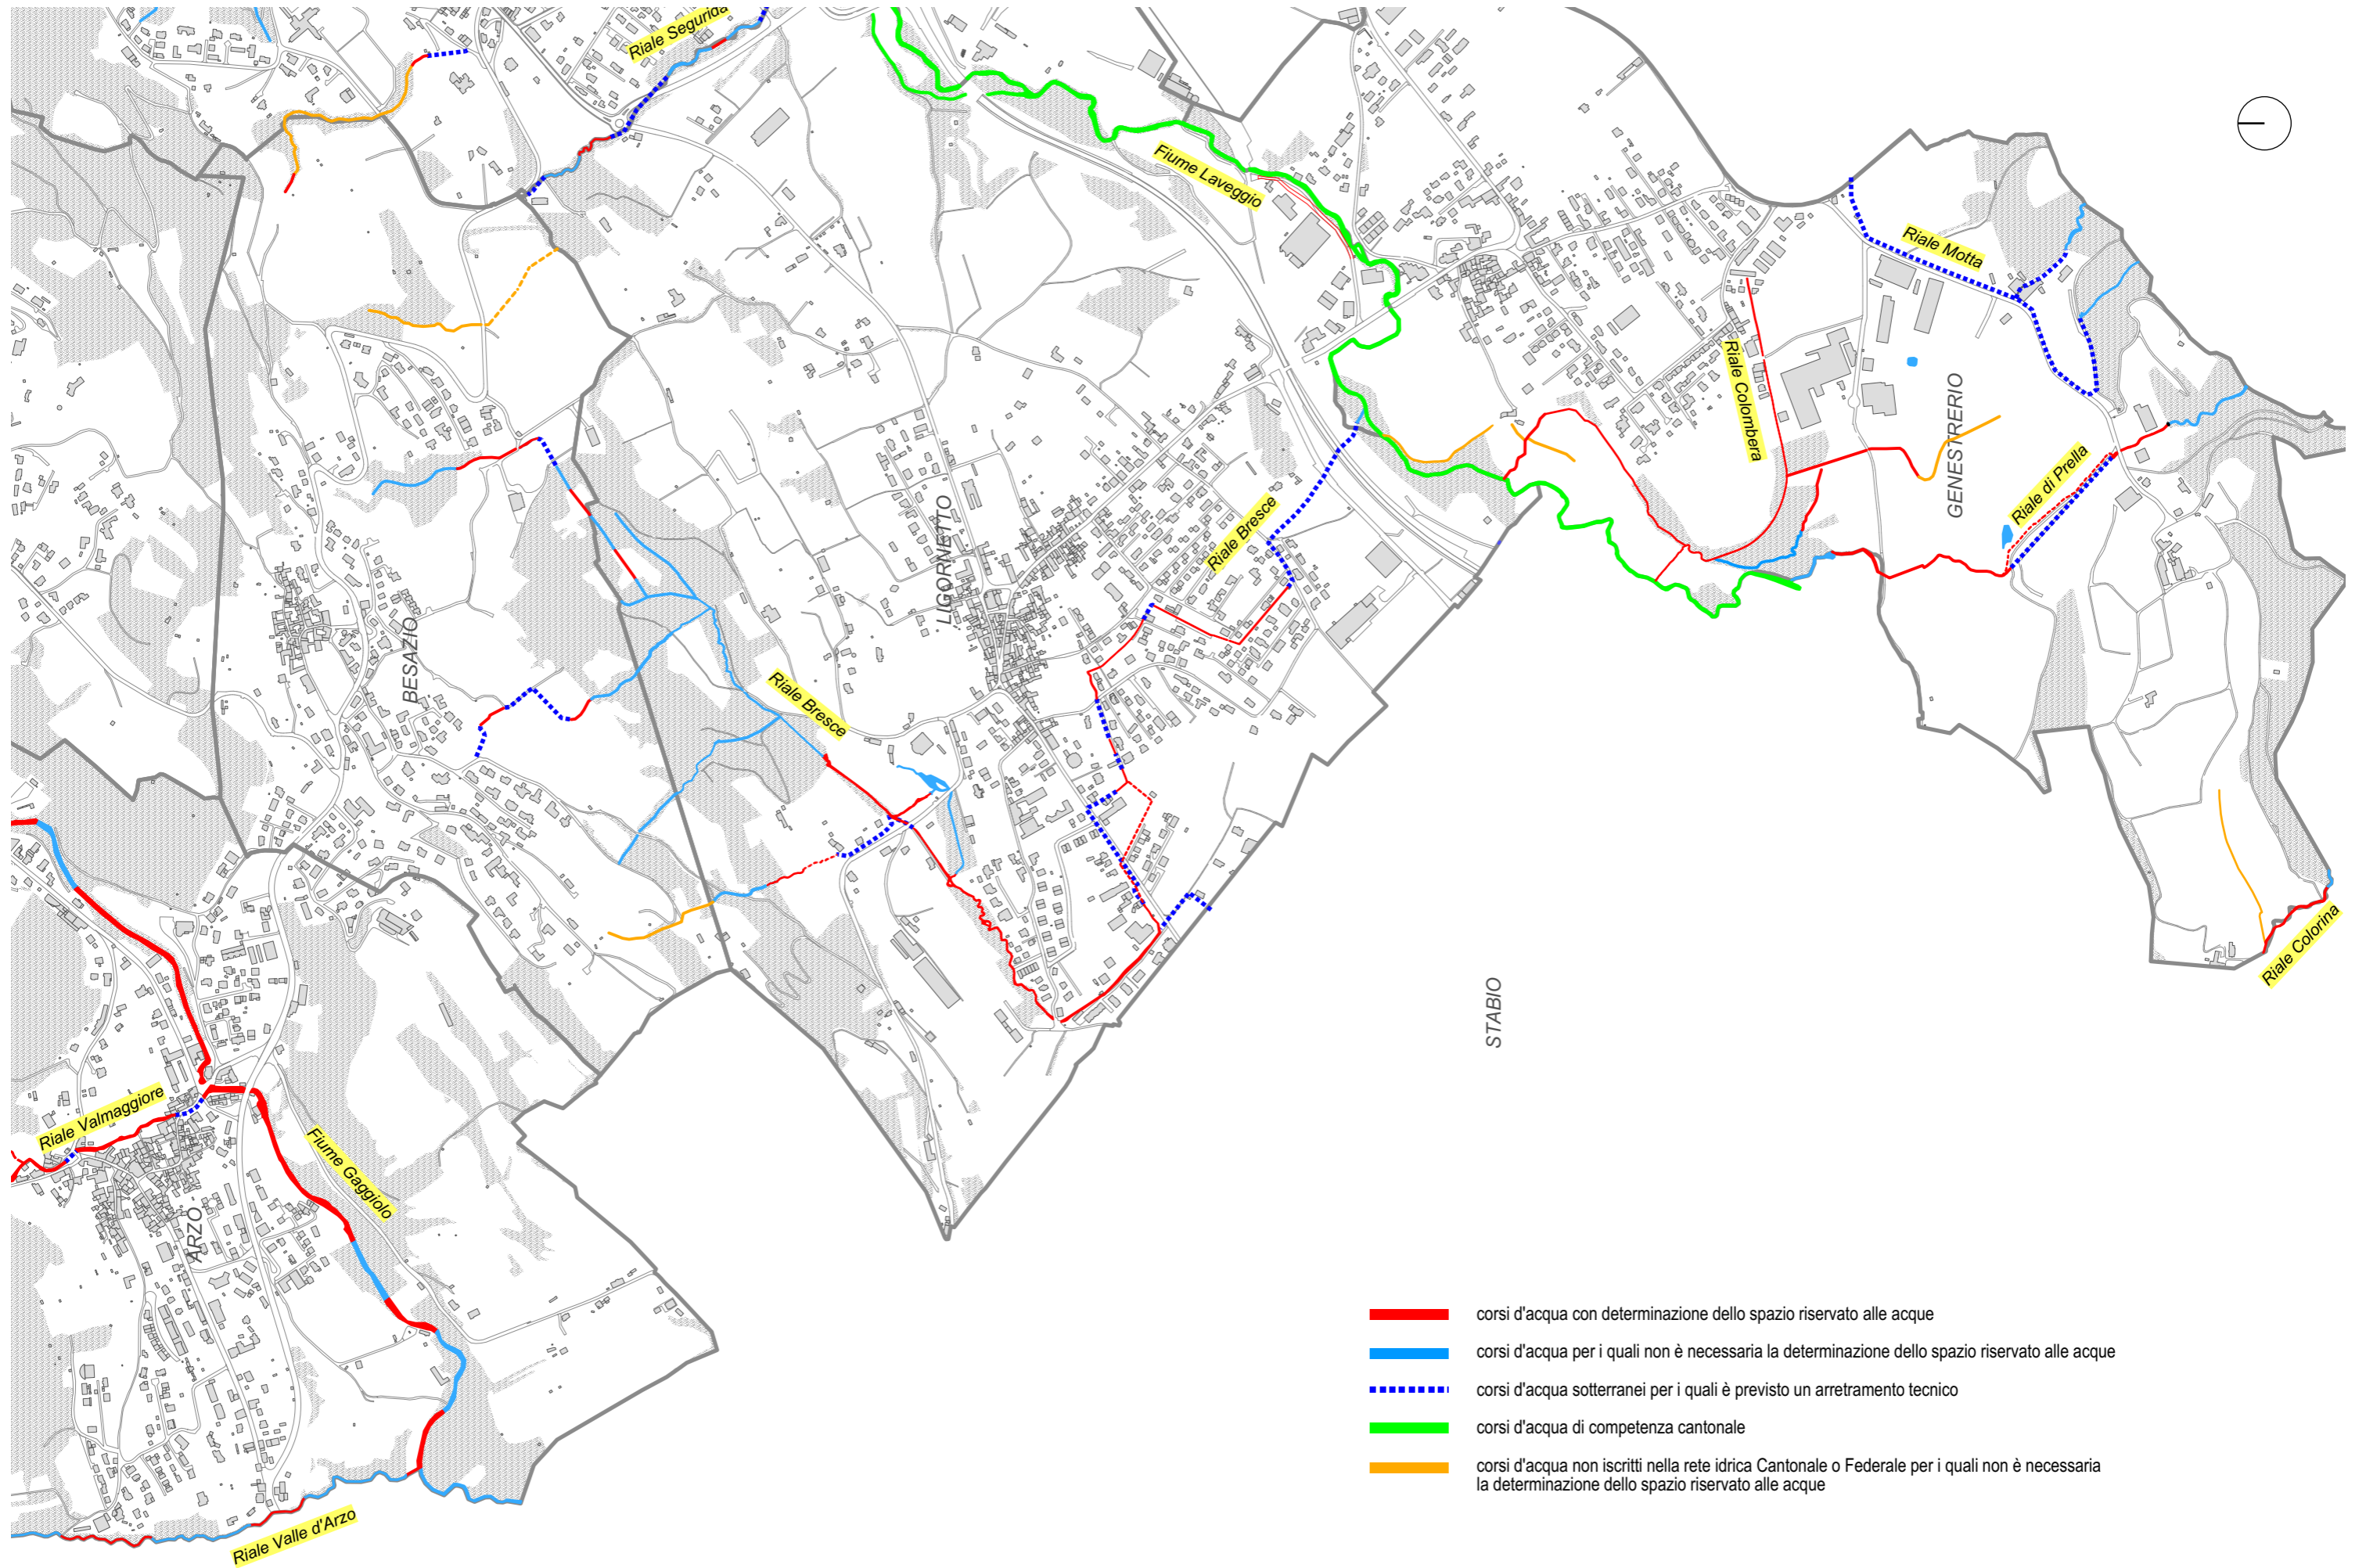 Riale Segurida
Fiume Laveggio
Riale Motta
Riale Colombera
GENESTRERIO
Riale di Prella
LIGORNETTO
Riale Bresce
BESAZIO
Riale Bresce
Riale Colorina
STABIO
Riale Valmaggiore
Fiume Gaggiolo
ARZO
Riale Valle d'Arzo
corsi d'acqua con determinazione dello spazio riservato alle acque
corsi d'acqua per i quali non è necessaria la determinazione dello spazio riservato alle acque
corsi d'acqua sotterranei per i quali è previsto un arretramento tecnico
corsi d'acqua di competenza cantonale
corsi d'acqua non iscritti nella rete idrica Cantonale o Federale per i quali non è necessaria
la determinazione dello spazio riservato alle acque